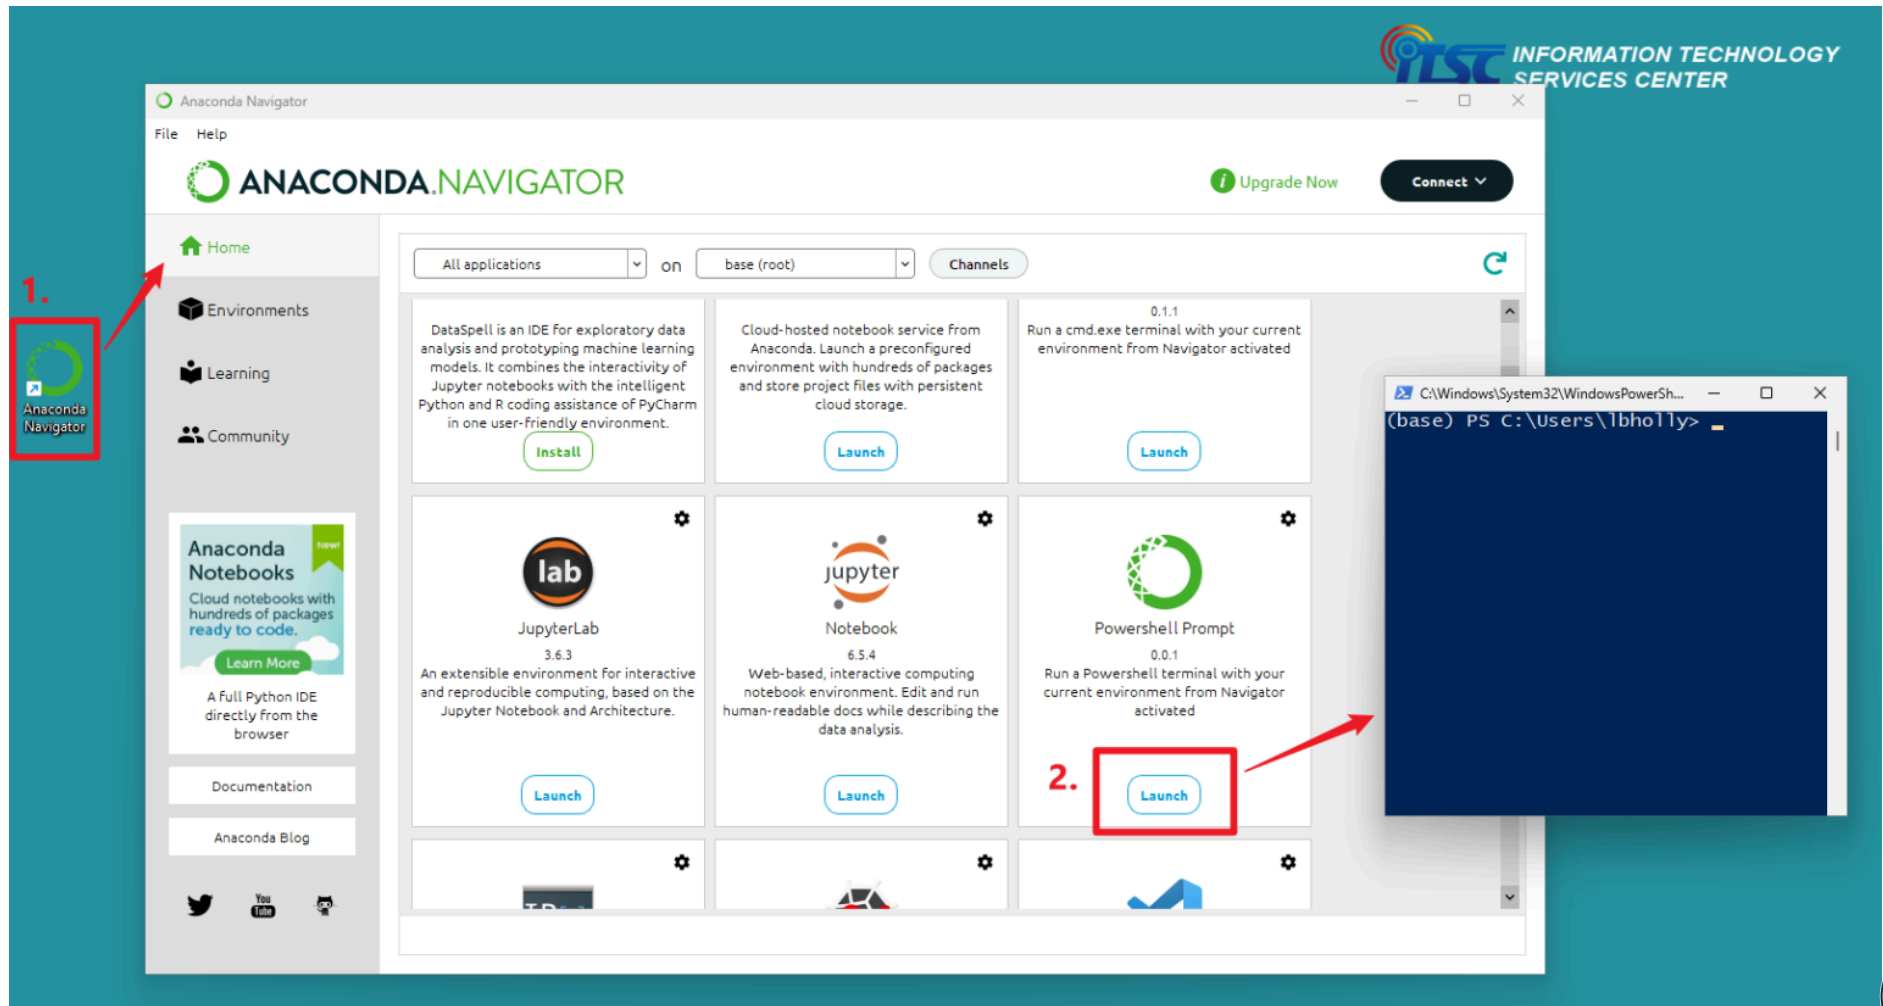 iTSC INFORMATION TECHNOLOGY
SERVICES CENTER
Anaconda Navigator
File Help
ANACONDA.NAVIGATOR
i Upgrade Now
Connect
1.
Anaconda
Navigator
Home
Environments
Learning
Community
Anaconda
Notebooks
New!
Cloud notebooks with
hundreds of packages
ready to code.
Learn More
A full Python IDE
directly from the
browser
Documentation
Anaconda Blog
You
Tube
All applications on base (root) Channels
DataSpell is an IDE for exploratory data
analysis and prototyping machine learning
models. It combines the interactivity of
Jupyter notebooks with the intelligent
Python and R coding assistance of PyCharm
in one user-friendly environment.
Install
Cloud-hosted notebook service from
Anaconda. Launch a preconfigured
environment with hundreds of packages
and store project files with persistent
cloud storage.
Launch
0.1.1
Run a cmd.exe terminal with your current
environment from Navigator activated
Launch
lab
JupyterLab
3.6.3
An extensible environment for interactive
and reproducible computing, based on the
Jupyter Notebook and Architecture.
Launch
jupyter
Notebook
6.5.4
Web-based, interactive computing
notebook environment. Edit and run
human-readable docs while describing the
data analysis.
Launch
Powershell Prompt
0.0.1
Run a Powershell terminal with your
current environment from Navigator
activated
2.
Launch
C:\Windows\System32\WindowsPowerSh...
(base) PS C:\Users\lbholly> _